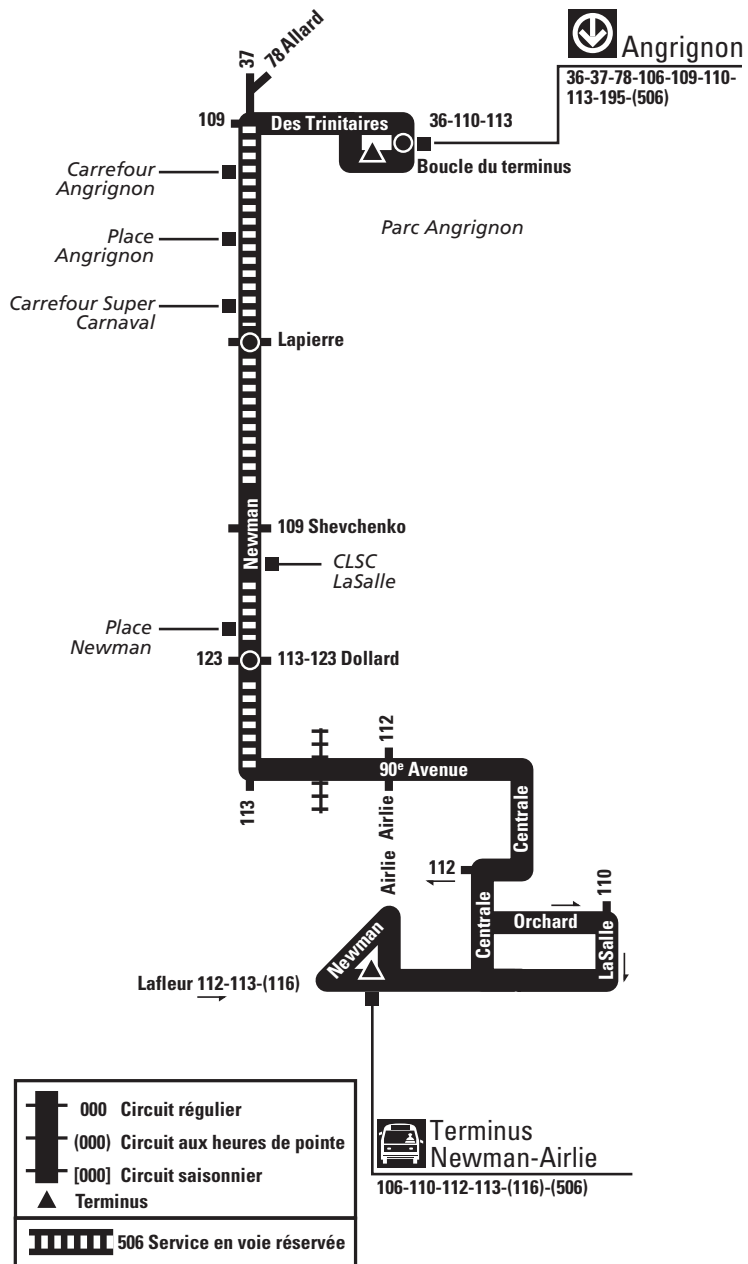 Angrignon
36-37-78-106-109-110-
113-195-(506)
37
78 Allard
109
Des Trinitaires
36-110-113
Boucle du terminus
Carrefour
Angrignon
Parc Angrignon
Place
Angrignon
Carrefour Super
Carnaval
Lapierre
Newman
109 Shevchenko
CLSC
LaSalle
Place
Newman
123
113-123 Dollard
112
90e Avenue
113
Airlie
Centrale
Airlie
112
110
Centrale
Orchard
LaSalle
Newman
Lafleur 112-113-(116)
Terminus
Newman-Airlie
106-110-112-113-(116)-(506)
000 Circuit régulier
(000) Circuit aux heures de pointe
[000] Circuit saisonnier
Terminus
506 Service en voie réservée